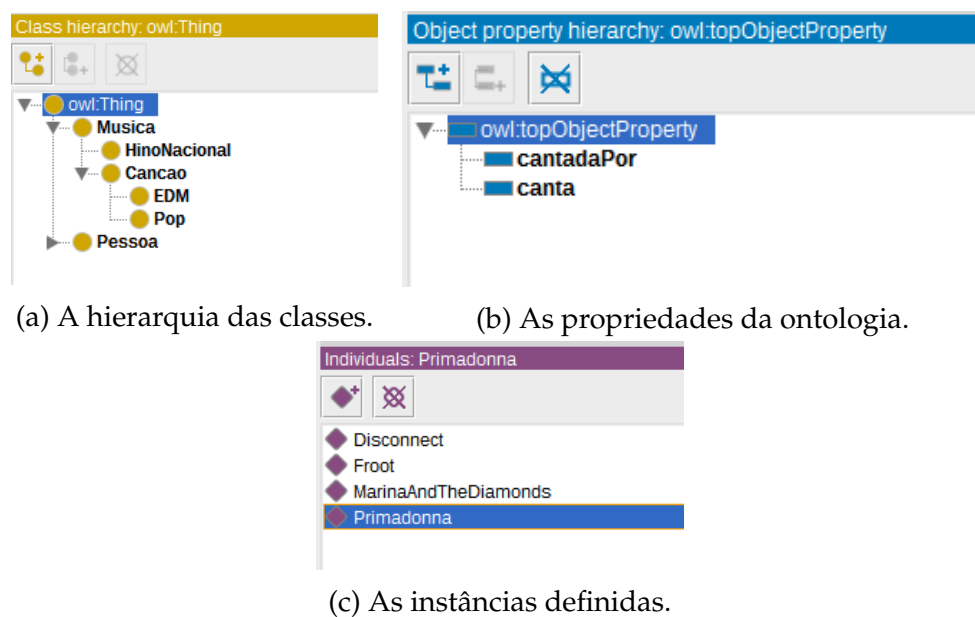 Class hierarchy: owl:Thing
owl:Thing
Musica
HinoNacional
Cancao
EDM
Pop
Pessoa
(a) A hierarquia das classes.
Object property hierarchy: owl:topObjectProperty
owl:topObjectProperty
cantadaPor
canta
(b) As propriedades da ontologia.
Individuals: Primadonna
Disconnect
Froot
MarinaAndTheDiamonds
Primadonna
(c) As instâncias definidas.